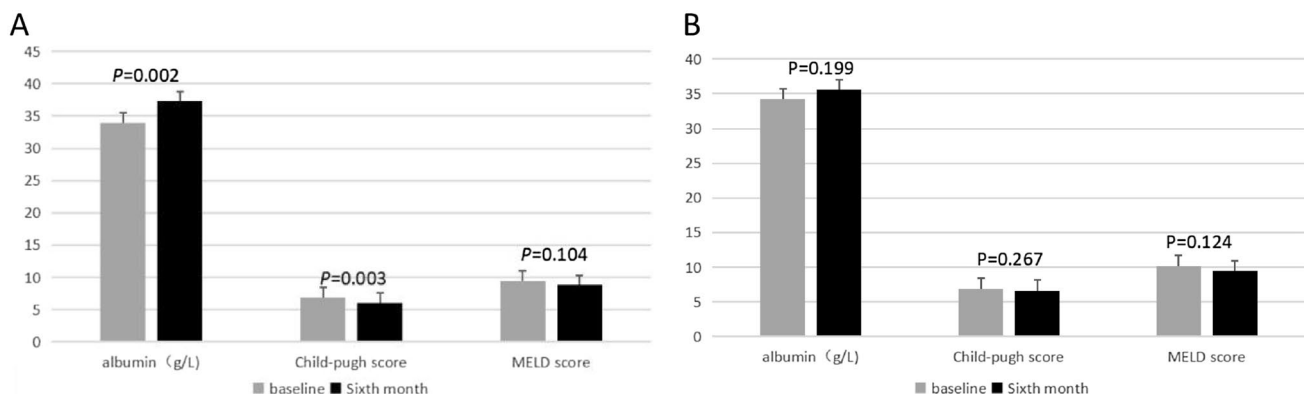 A
45
40
35
30
25
20
15
10
5
0
P=0.002
P=0.003
P=0.104
albumin（g/L)
Child-pugh score
MELD score
baseline
Sixth month
B
40
35
30
25
20
15
10
5
0
P=0.199
P=0.267
P=0.124
albumin（g/L)
Child-pugh score
MELD score
baseline
Sixth month